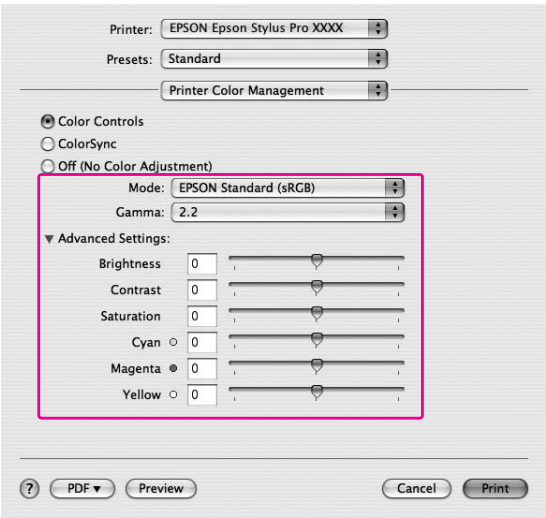 Printer: EPSON Epson Stylus Pro XXXX
Presets: Standard
Printer Color Management
Color Controls
ColorSync
Off (No Color Adjustment)
Mode: EPSON Standard (sRGB)
Gamma: 2.2
▼ Advanced Settings:
Brightness 0
Contrast 0
Saturation 0
Cyan 0
Magenta 0
Yellow 0
? PDF ▼ Preview Cancel Print